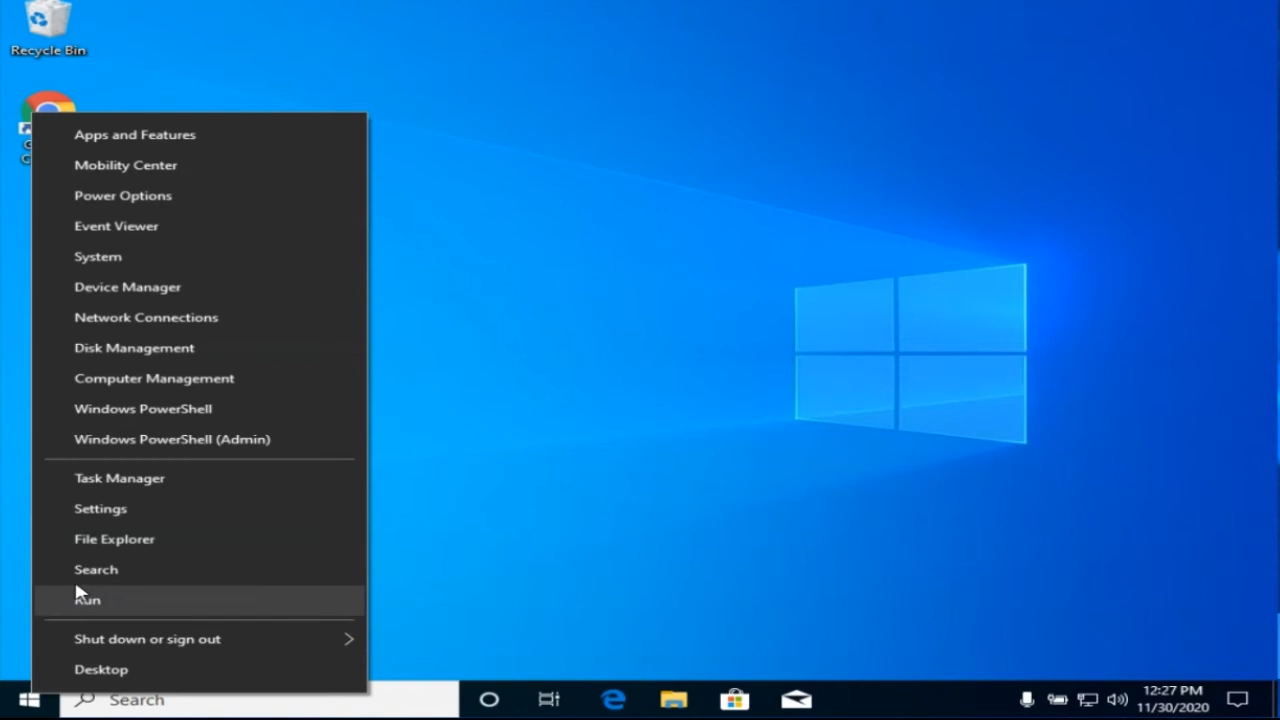 Recycle Bin
Apps and Features
Mobility Center
Power Options
Event Viewer
System
Device Manager
Network Connections
Disk Management
Computer Management
Windows PowerShell
Windows PowerShell (Admin)
Task Manager
Settings
File Explorer
Search
Run
Shut down or sign out
Desktop
Search
12:27 PM
11/30/2020